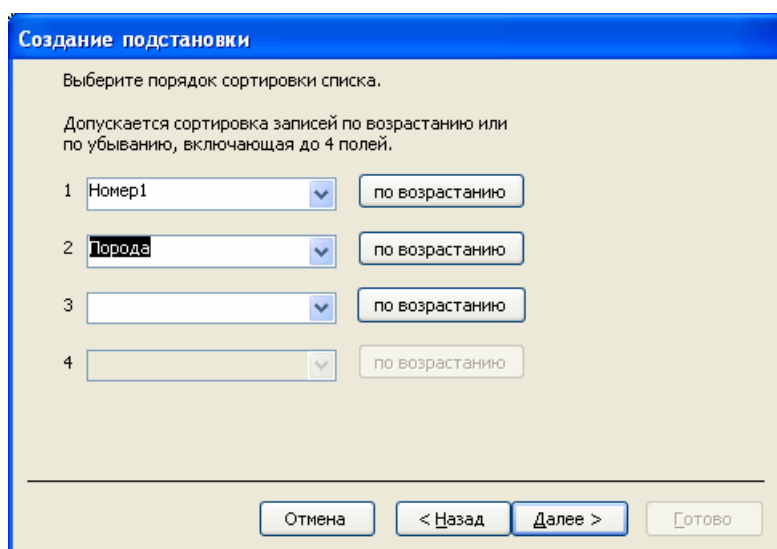 Создание подстановки
Выберите порядок сортировки списка.
Допускается сортировка записей по возрастанию или
по убыванию, включающая до 4 полей.
1 Номер1 по возрастанию
2 Порода по возрастанию
3 по возрастанию
4 по возрастанию
Отмена < Назад Далее > Готово